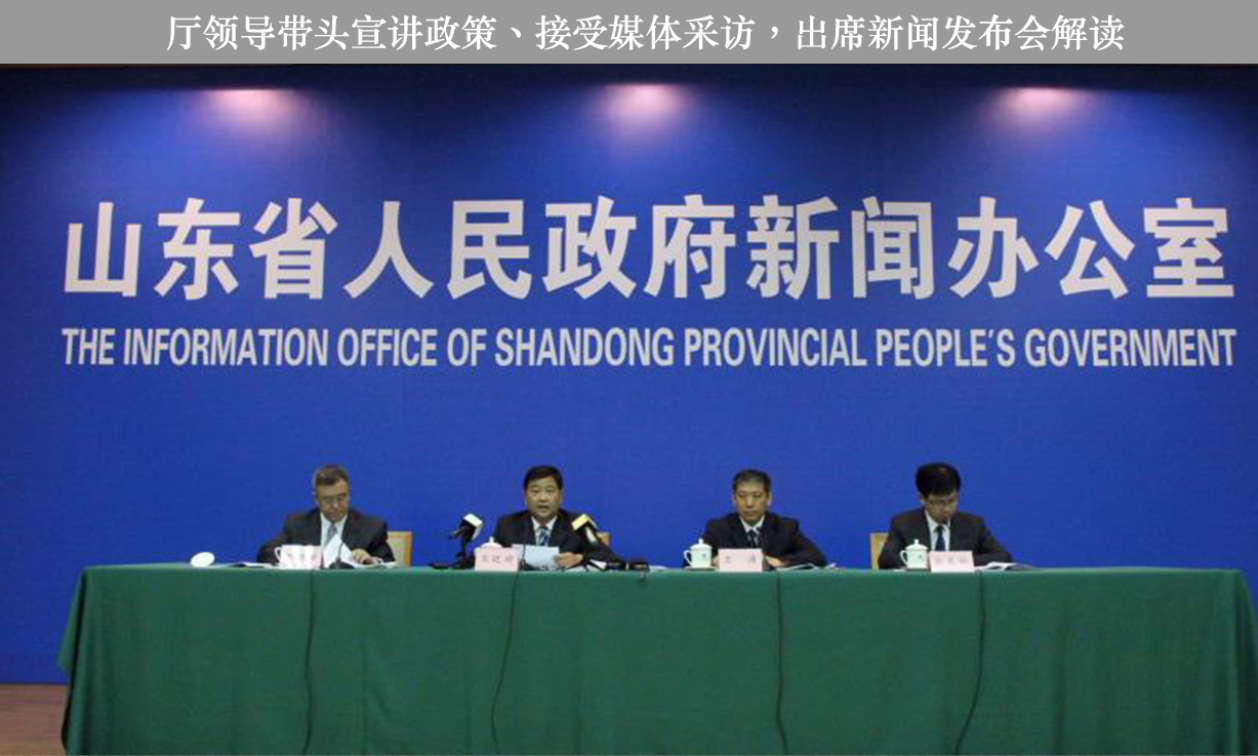 厅领导带头宣讲政策、接受媒体采访，出席新闻发布会解读
山东省人民政府新闻办公室
THE INFORMATION OFFICE OF SHANDONG PROVINCIAL PEOPLE'S GOVERNMENT